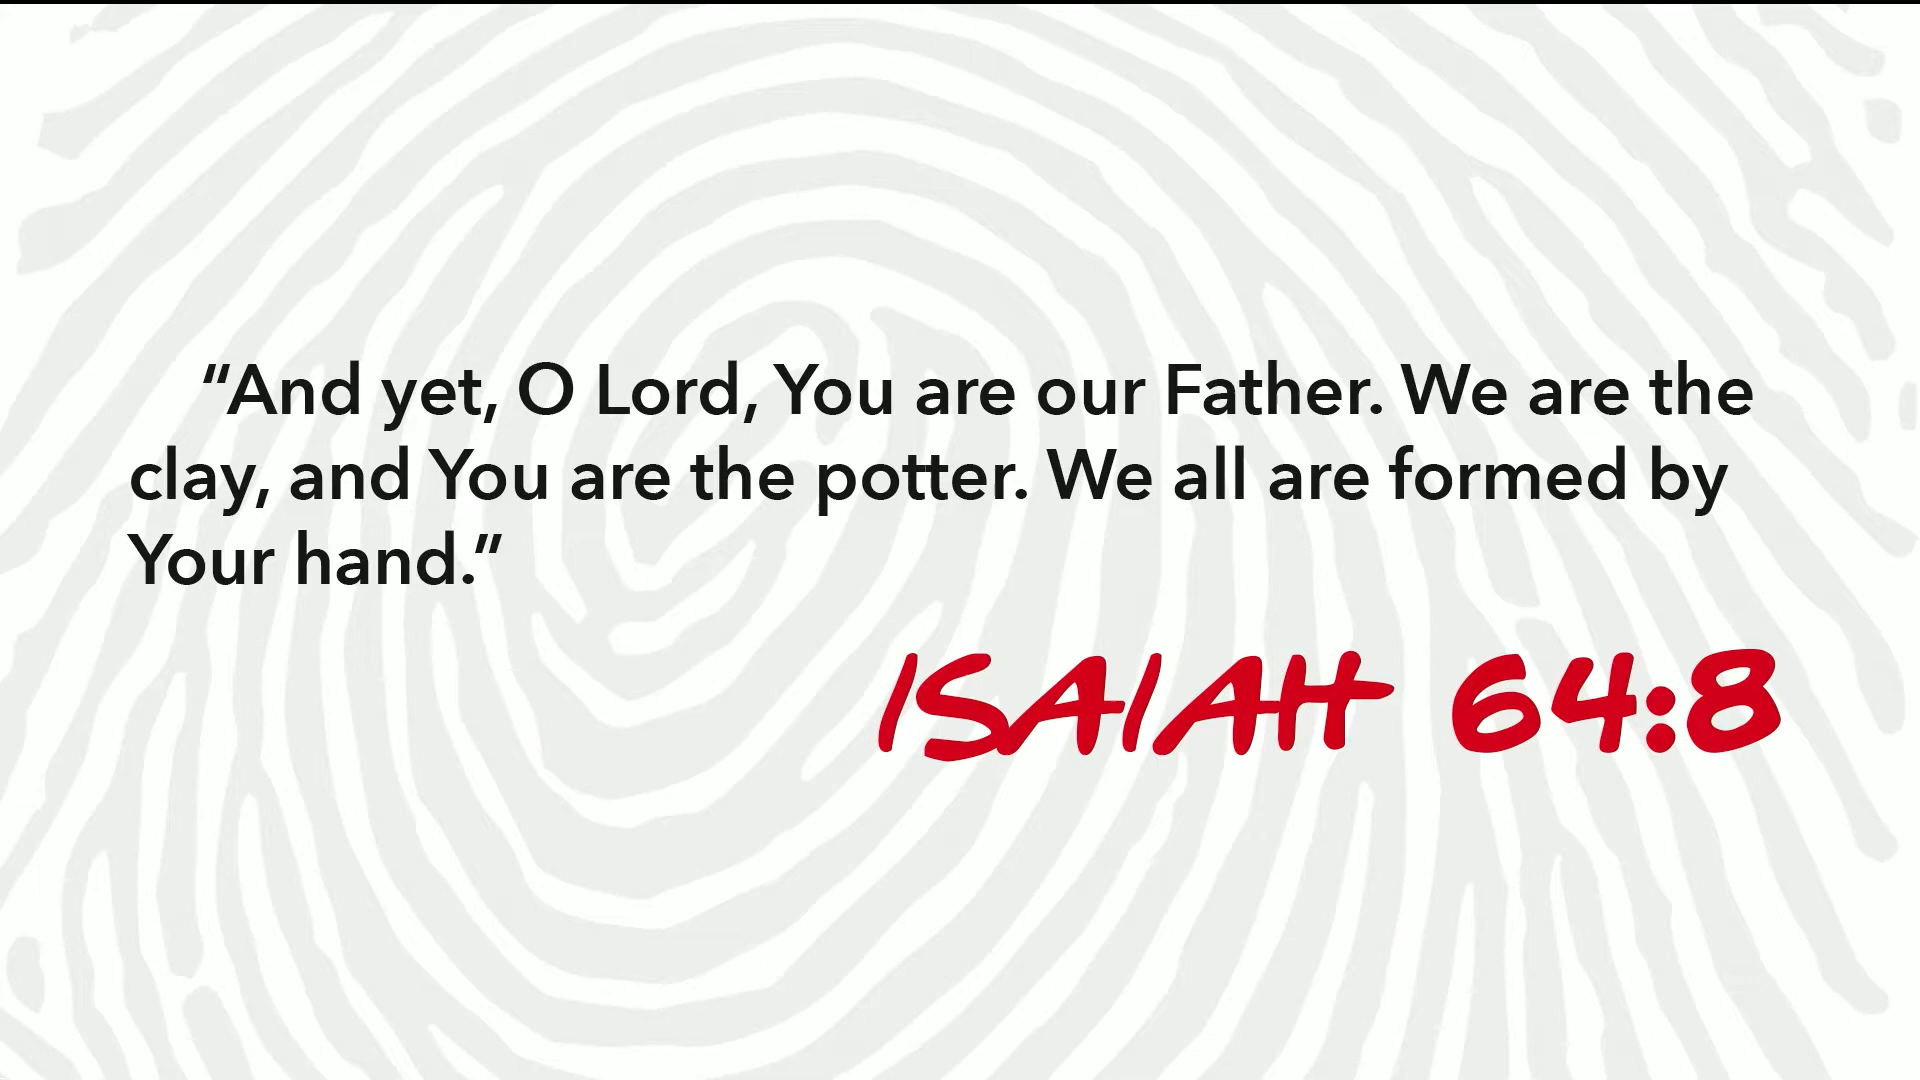 “And yet, O Lord, You are our Father. We are the
clay, and You are the potter. We all are formed by
Your hand.”
ISAIAH 64:8